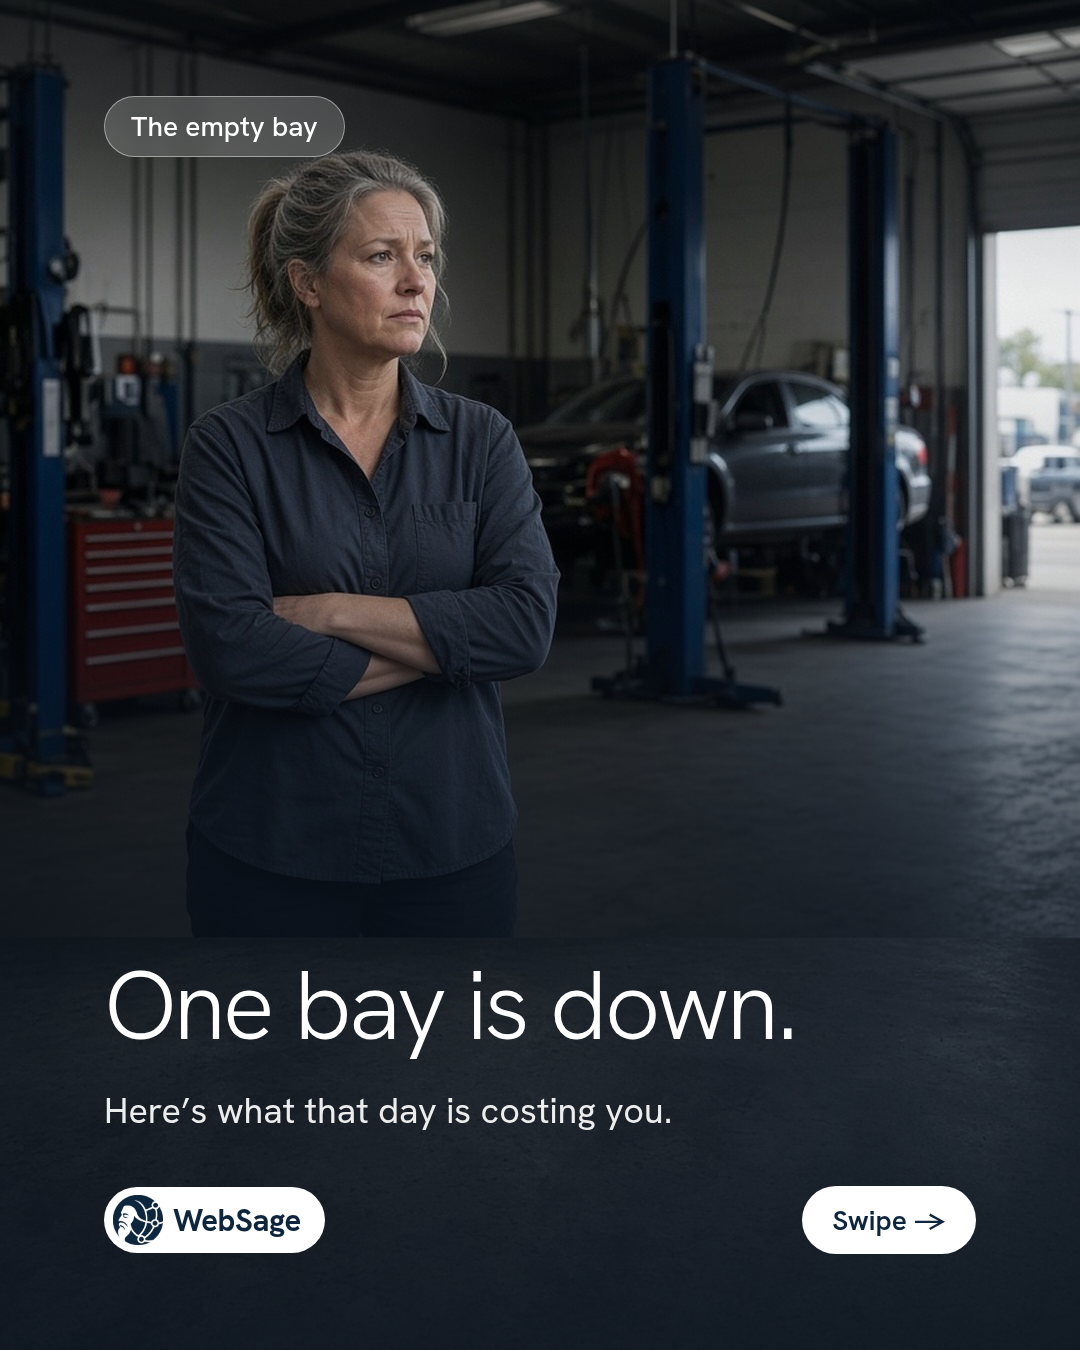 The empty bay
One bay is down.
Here’s what that day is costing you.
WebSage
Swipe →